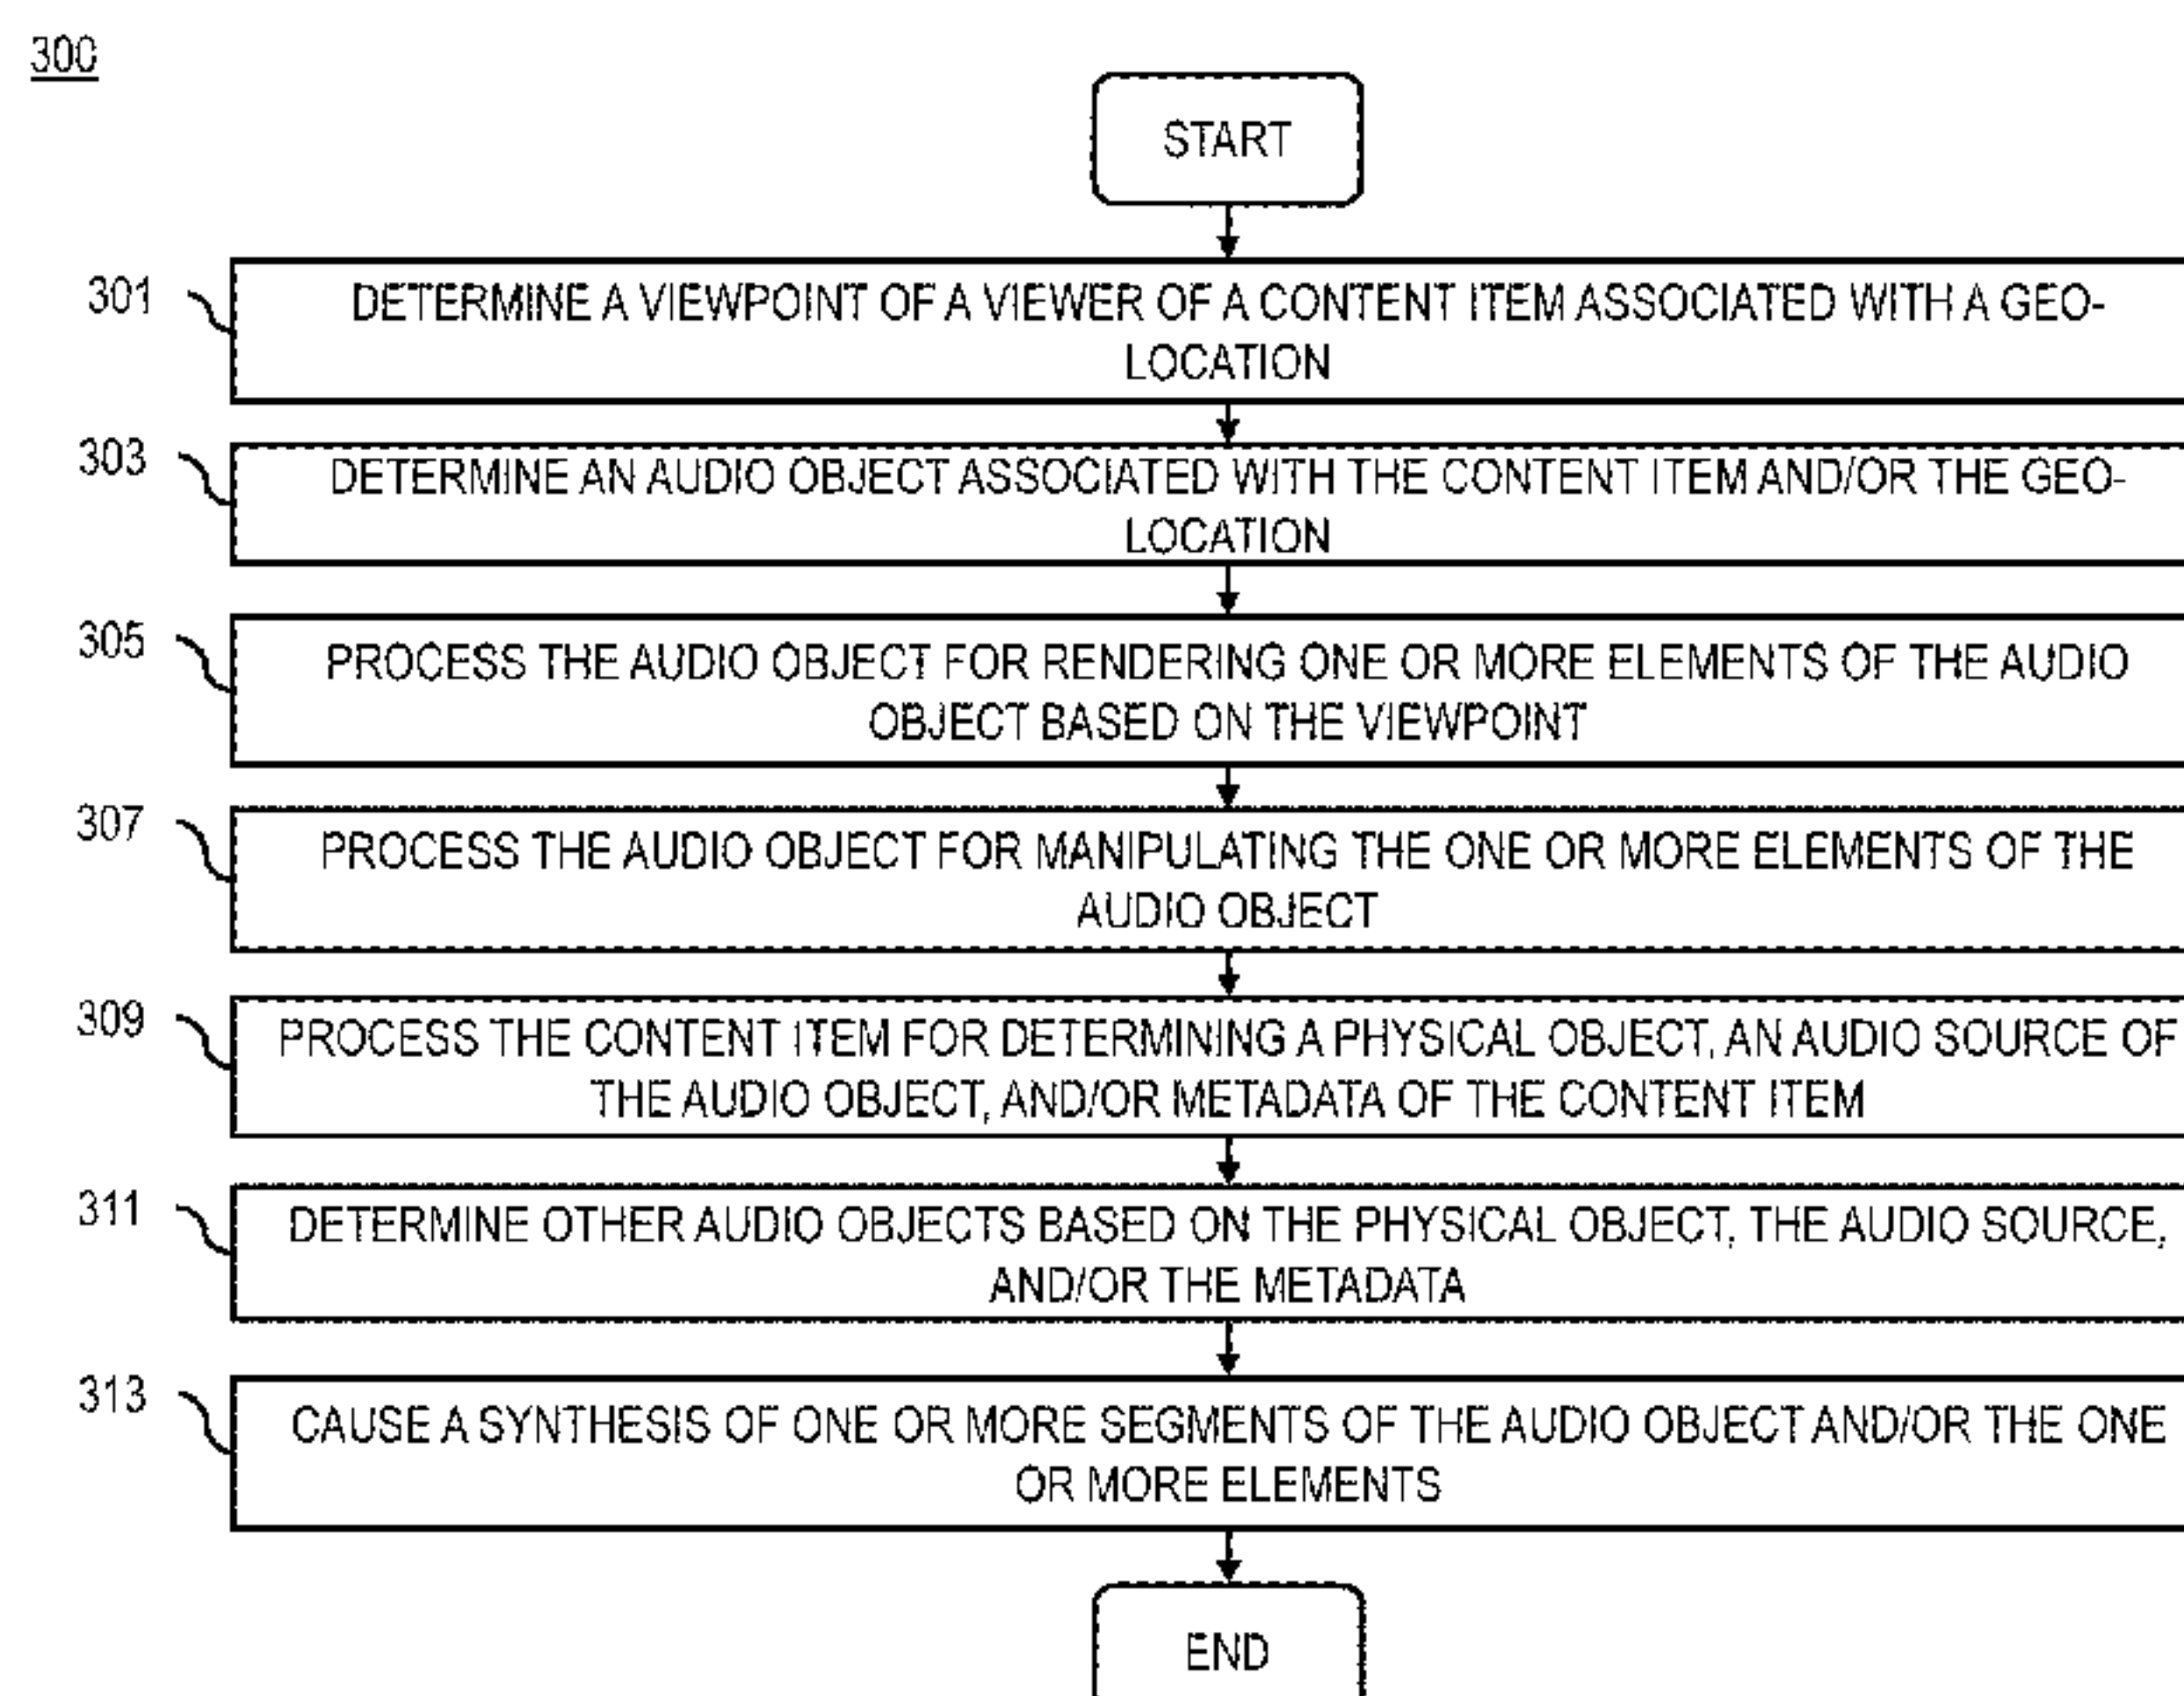 300
START
301
DETERMINE A VIEWPOINT OF A VIEWER OF A CONTENT ITEM ASSOCIATED WITH A GEO-
LOCATION
303
DETERMINE AN AUDIO OBJECT ASSOCIATED WITH THE CONTENT ITEM AND/OR THE GEO-
LOCATION
305
PROCESS THE AUDIO OBJECT FOR RENDERING ONE OR MORE ELEMENTS OF THE AUDIO
OBJECT BASED ON THE VIEWPOINT
307
PROCESS THE AUDIO OBJECT FOR MANIPULATING THE ONE OR MORE ELEMENTS OF THE
AUDIO OBJECT
309
PROCESS THE CONTENT ITEM FOR DETERMINING A PHYSICAL OBJECT, AN AUDIO SOURCE OF
THE AUDIO OBJECT, AND/OR METADATA OF THE CONTENT ITEM
311
DETERMINE OTHER AUDIO OBJECTS BASED ON THE PHYSICAL OBJECT, THE AUDIO SOURCE,
AND/OR THE METADATA
313
CAUSE A SYNTHESIS OF ONE OR MORE SEGMENTS OF THE AUDIO OBJECT AND/OR THE ONE
OR MORE ELEMENTS
END